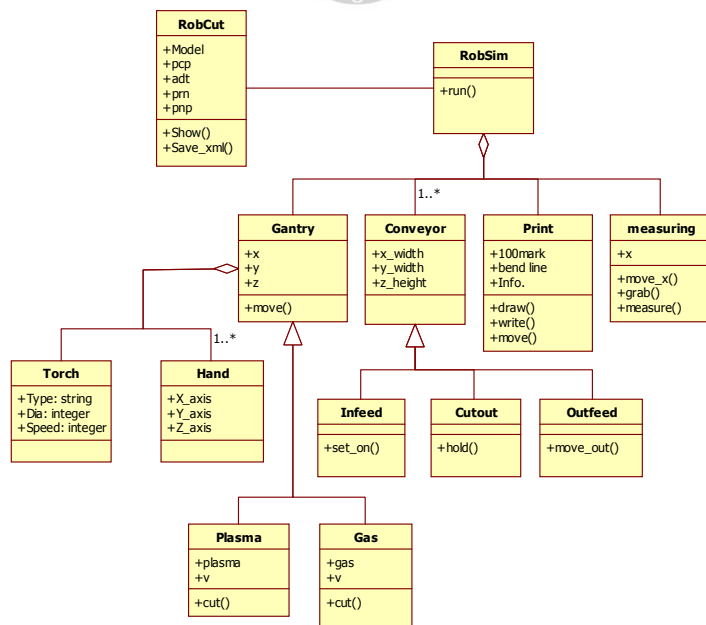 RobCut
+Model
+pcp
+adt
+prn
+pnp
+Show()
+Save_xml()
RobSim
+run()
1..*
Gantry
+x
+y
+z
+move()
Conveyor
+x_width
+y_width
+z_height
Print
+100mark
+bend line
+Info.
+draw()
+write()
+move()
measuring
+x
+move_x()
+grab()
+measure()
1..*
Torch
+Type: string
+Dia: integer
+Speed: integer
Hand
+X_axis
+Y_axis
+Z_axis
Infeed
+set_on()
Cutout
+hold()
Outfeed
+move_out()
Plasma
+plasma
+v
+cut()
Gas
+gas
+v
+cut()